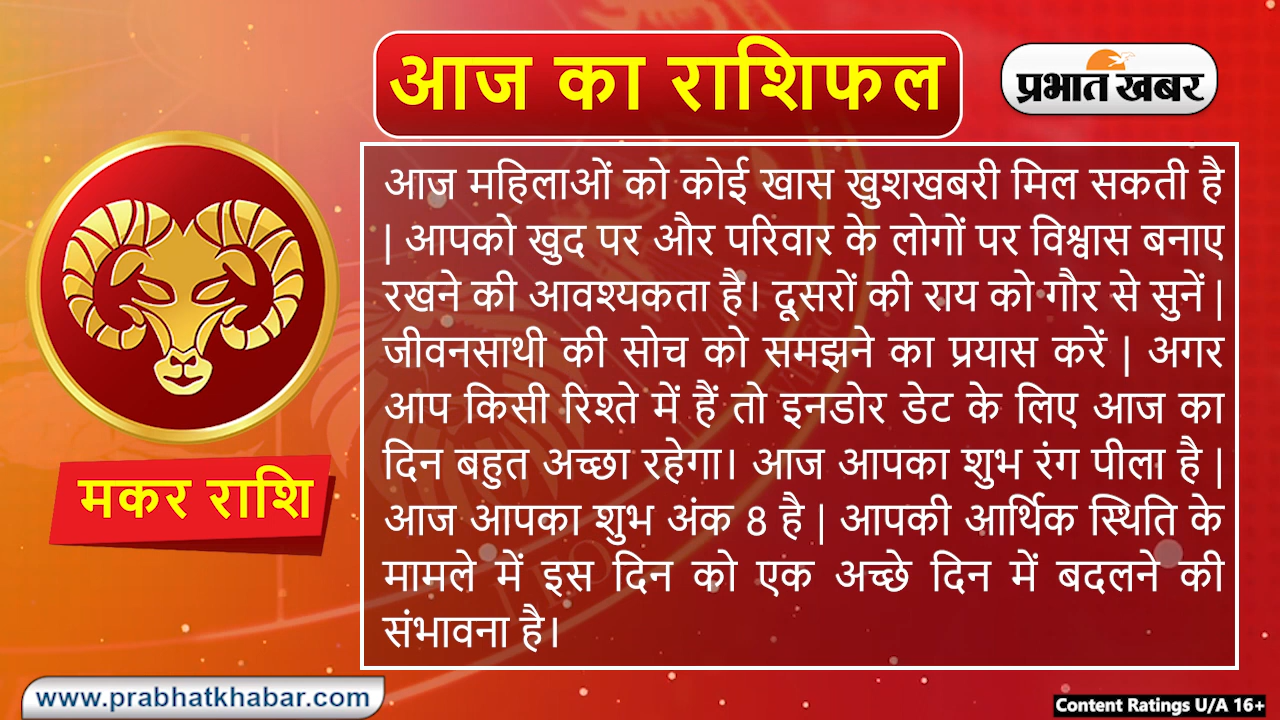 आज का राशिफल
प्रभात खबर
आज महिलाओं को कोई खास खुशखबरी मिल सकती है
| आपको खुद पर और परिवार के लोगों पर विश्वास बनाए
रखने की आवश्यकता है। दूसरों की राय को गौर से सुनें |
जीवनसाथी की सोच को समझने का प्रयास करें | अगर
आप किसी रिश्ते में हैं तो इनडोर डेट के लिए आज का
दिन बहुत अच्छा रहेगा। आज आपका शुभ रंग पीला है |
आज आपका शुभ अंक 8 है | आपकी आर्थिक स्थिति के
मामले में इस दिन को एक अच्छे दिन में बदलने की
संभावना है।
मकर राशि
www.prabhatkhabar.com
Content Ratings U/A 16+